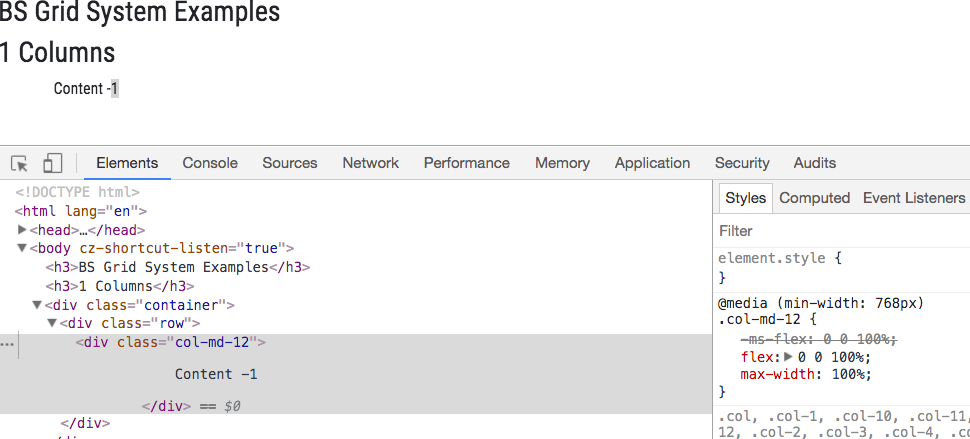 BS Grid System Examples
1 Columns
Content -1
Elements Console Sources Network Performance Memory Application Security Audits
<!DOCTYPE html>
<html lang="en">
▶<head>…</head>
▼<body cz-shortcut-listen="true">
<h3>BS Grid System Examples</h3>
<h3>1 Columns</h3>
▼<div class="container">
▼<div class="row">
… <div class="col-md-12">
Content -1
</div> == $0
</div>
Styles Computed Event Listeners
Filter
element.style {
}
@media (min-width: 768px)
.col-md-12 {
-ms-flex: 0 0 100%;
flex:▶ 0 0 100%;
max-width: 100%;
}
.col, .col-1, .col-10, .col-11,
12, .col-2, .col-3, .col-4, .c